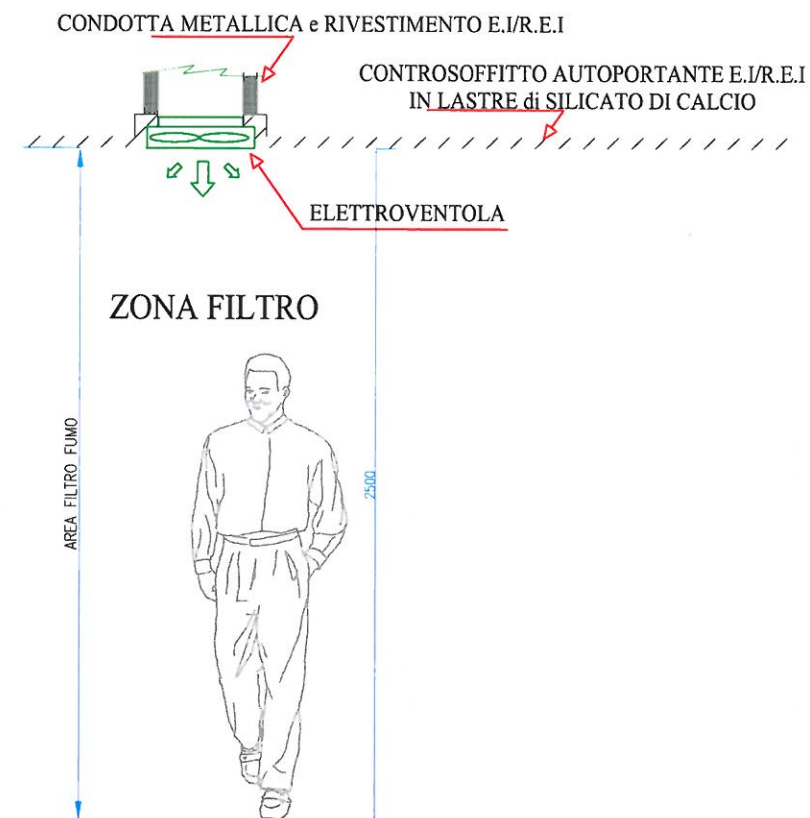 CONDOTTA METALLICA e RIVESTIMENTO E.I/R.E.I
CONTROSOFFITTO AUTOPORTANTE E.I/R.E.I
IN LASTRE di SILICATO DI CALCIO
ELETTROVENTOLA
ZONA FILTRO
AREA FILTRO FUMO
2500